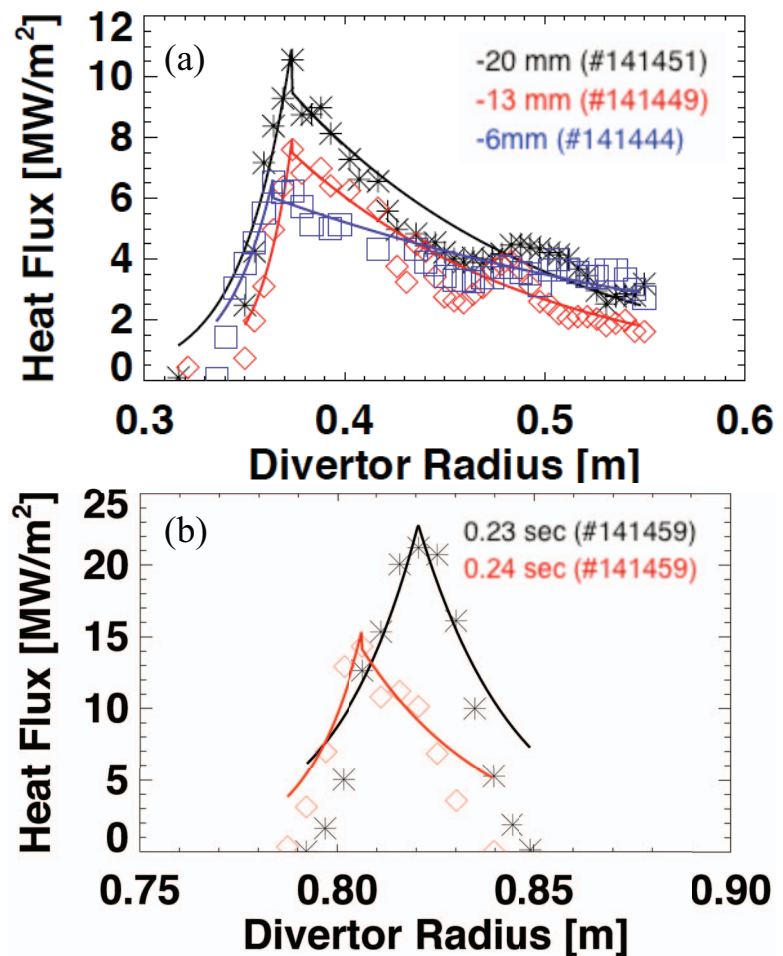 (a)
-20 mm (#141451)
-13 mm (#141449)
-6mm (#141444)
Heat Flux [MW/m²]
12
10
8
6
4
2
0
0.3 0.4 0.5 0.6
Divertor Radius [m]
(b)
0.23 sec (#141459)
0.24 sec (#141459)
Heat Flux [MW/m²]
25
20
15
10
5
0
0.75 0.80 0.85 0.90
Divertor Radius [m]